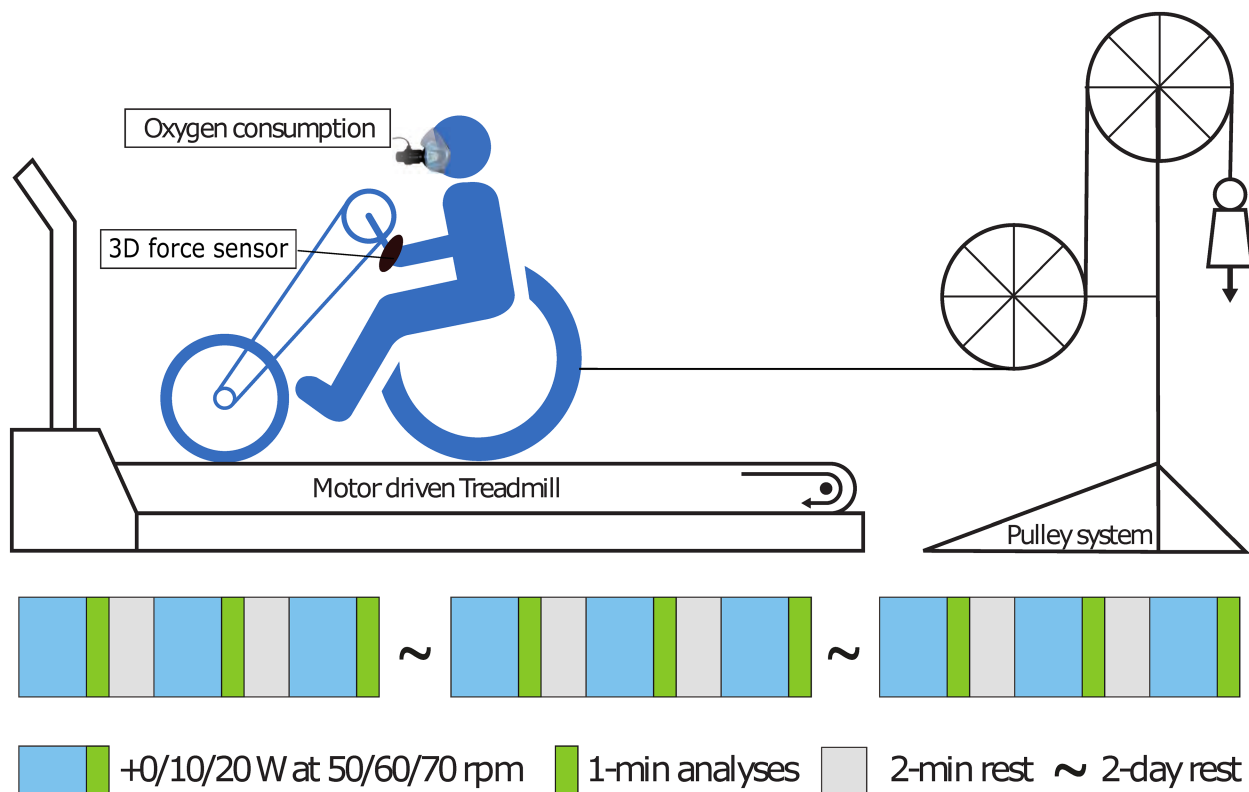 Oxygen consumption
3D force sensor
Motor driven Treadmill
Pulley system
~ ~
+0/10/20 W at 50/60/70 rpm 1-min analyses 2-min rest ~ 2-day rest